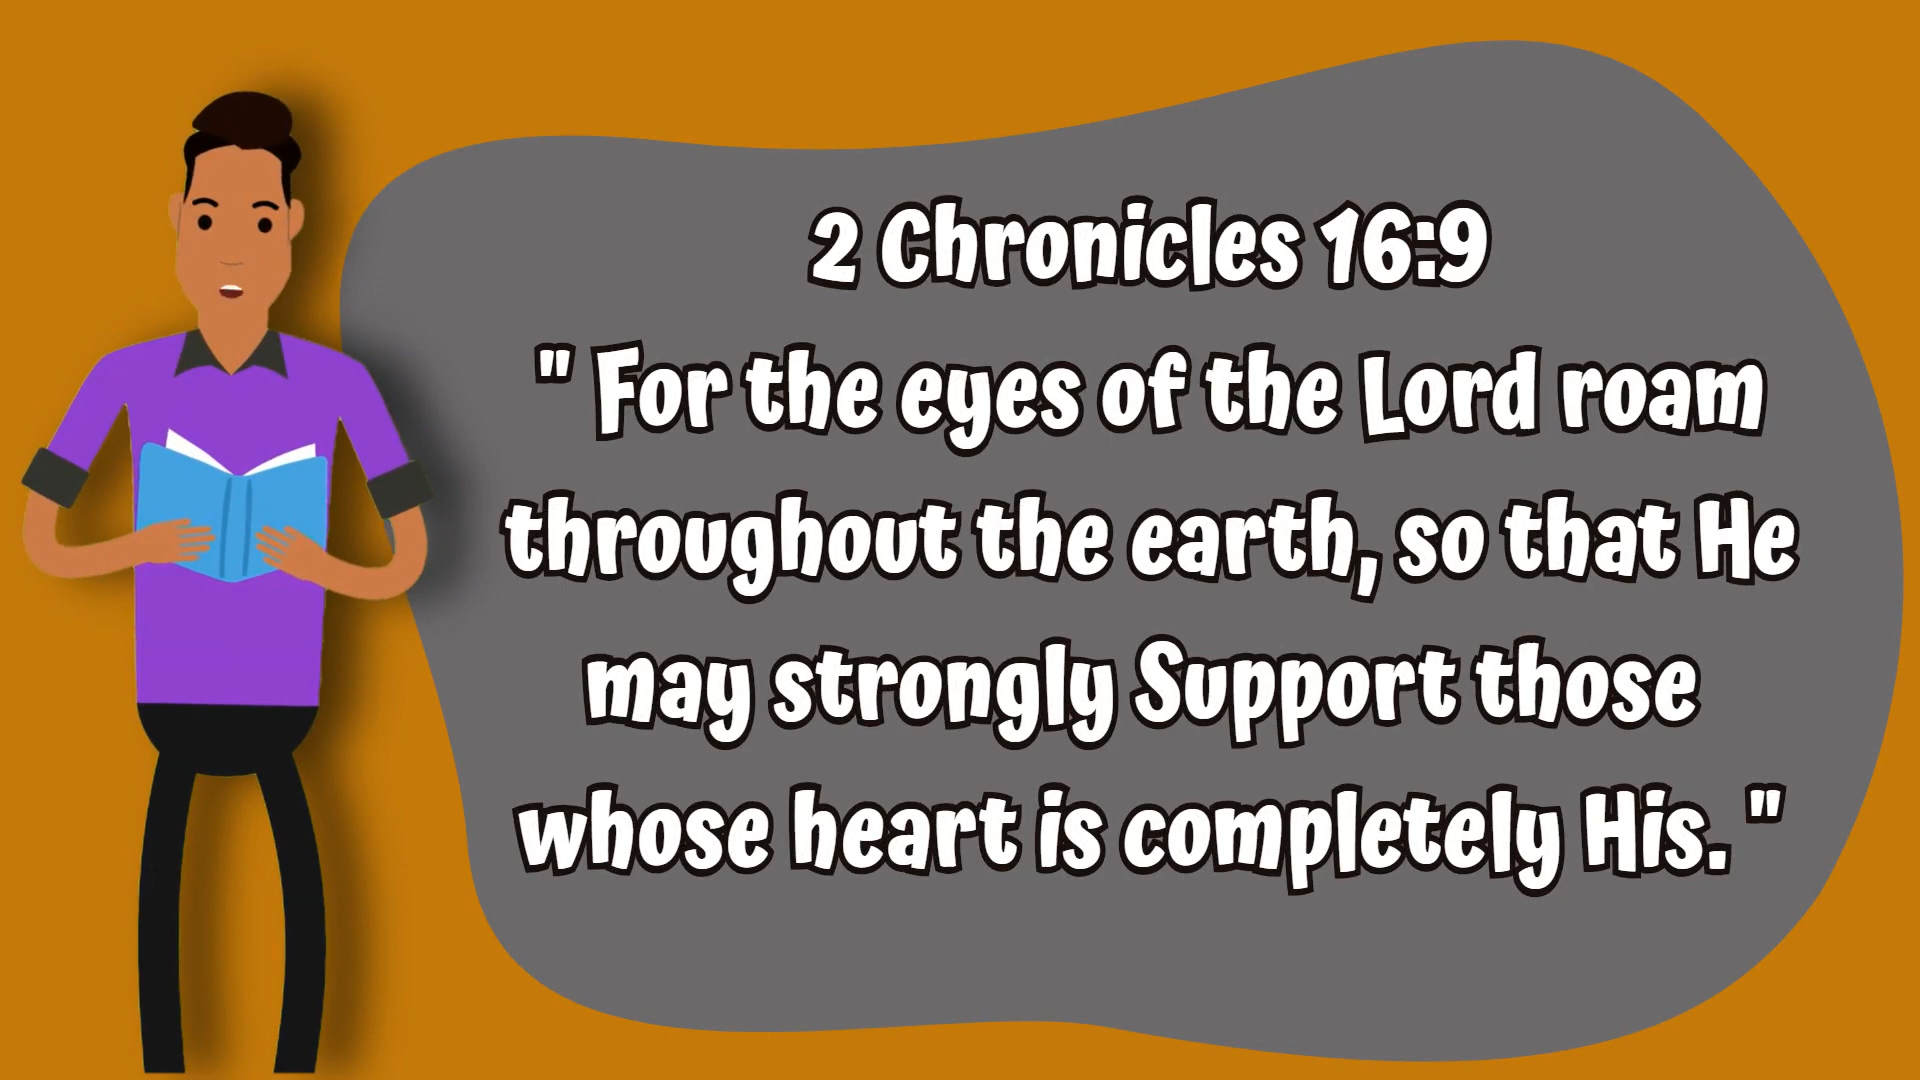 2 Chronicles 16:9
" For the eyes of the Lord roam
throughout the earth, so that He
may strongly Support those
whose heart is completely His. "